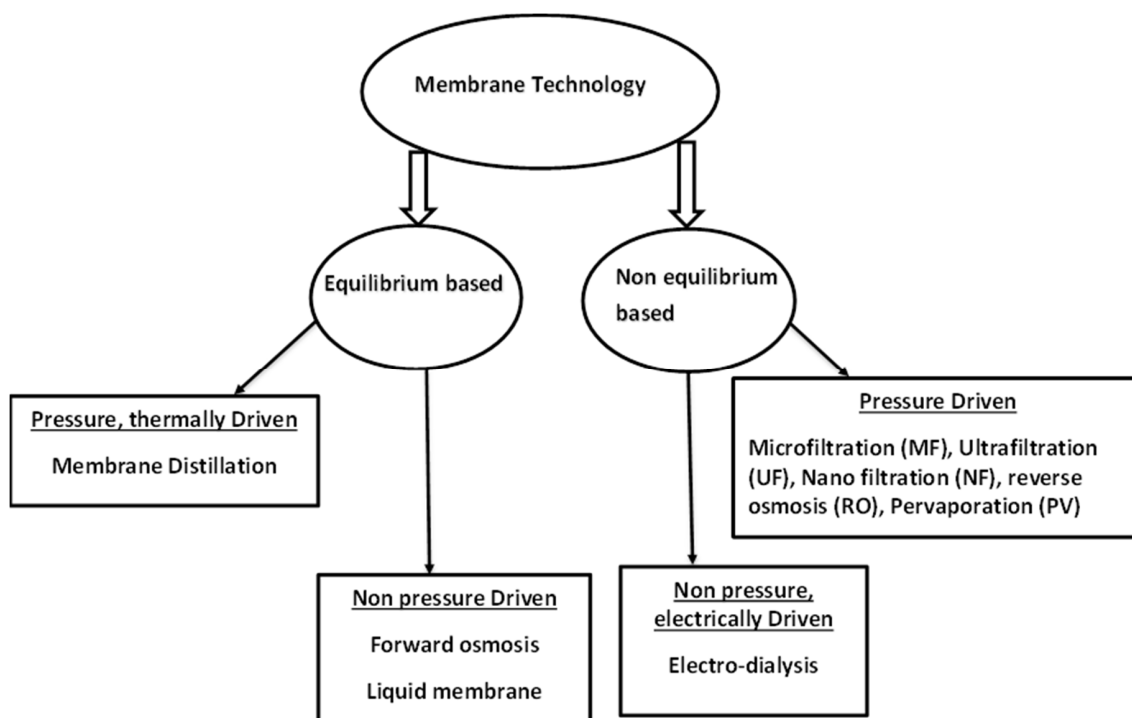 Membrane Technology
Equilibrium based
Non equilibrium
based
Pressure, thermally Driven
Membrane Distillation
Pressure Driven
Microfiltration (MF), Ultrafiltration
(UF), Nano filtration (NF), reverse
osmosis (RO), Pervaporation (PV)
Non pressure Driven
Forward osmosis
Liquid membrane
Non pressure,
electrically Driven
Electro-dialysis